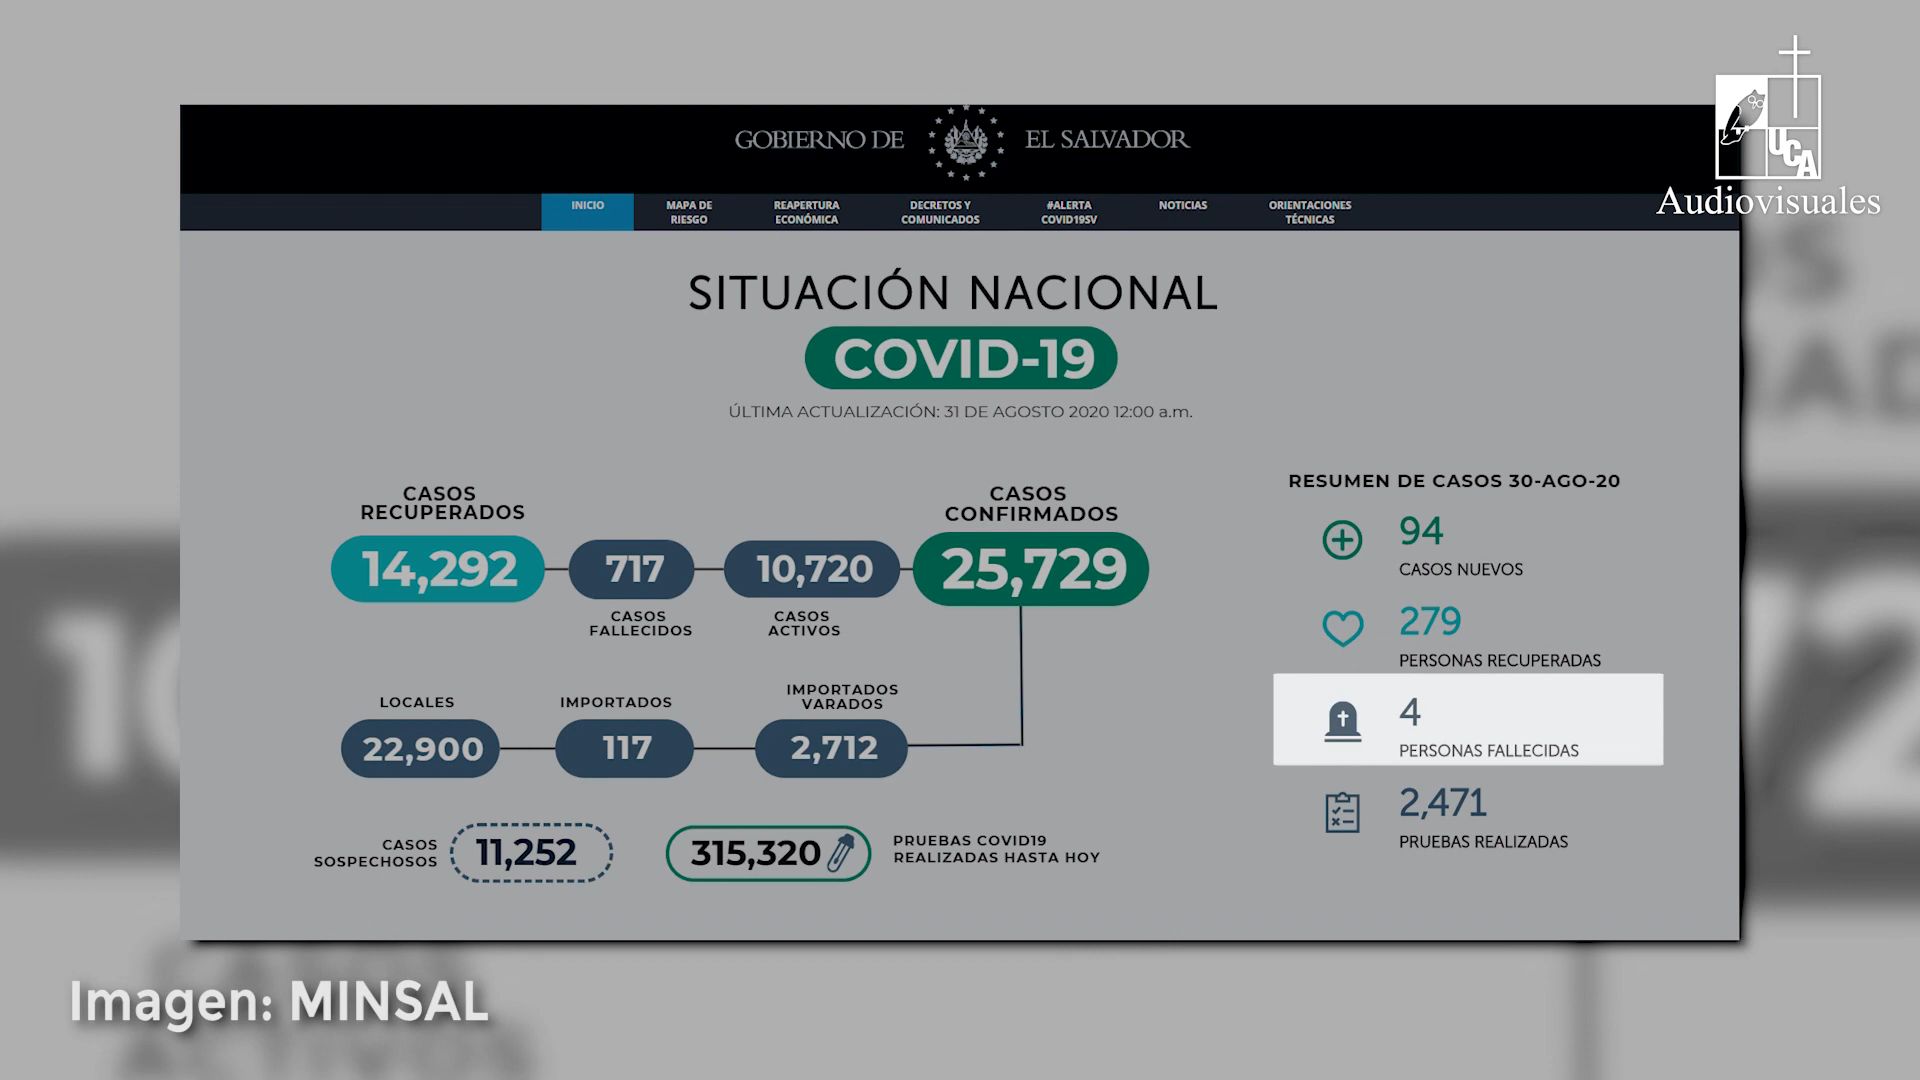 GOBIERNO DE EL SALVADOR
UCA
Audiovisuales
INICIO
MAPA DE
RIESGO
REAPERTURA
ECONÓMICA
DECRETOS Y
COMUNICADOS
#ALERTA
COVID19SV
NOTICIAS
ORIENTACIONES
TÉCNICAS
SITUACIÓN NACIONAL
COVID-19
ÚLTIMA ACTUALIZACIÓN: 31 DE AGOSTO 2020 12:00 a.m.
CASOS
RECUPERADOS
14,292
717
CASOS
FALLECIDOS
10,720
CASOS
ACTIVOS
CASOS
CONFIRMADOS
25,729
LOCALES
22,900
IMPORTADOS
117
IMPORTADOS
VARADOS
2,712
CASOS
SOSPECHOSOS
11,252
315,320
PRUEBAS COVID19
REALIZADAS HASTA HOY
RESUMEN DE CASOS 30-AGO-20
94
CASOS NUEVOS
279
PERSONAS RECUPERADAS
4
PERSONAS FALLECIDAS
2,471
PRUEBAS REALIZADAS
Imagen: MINSAL